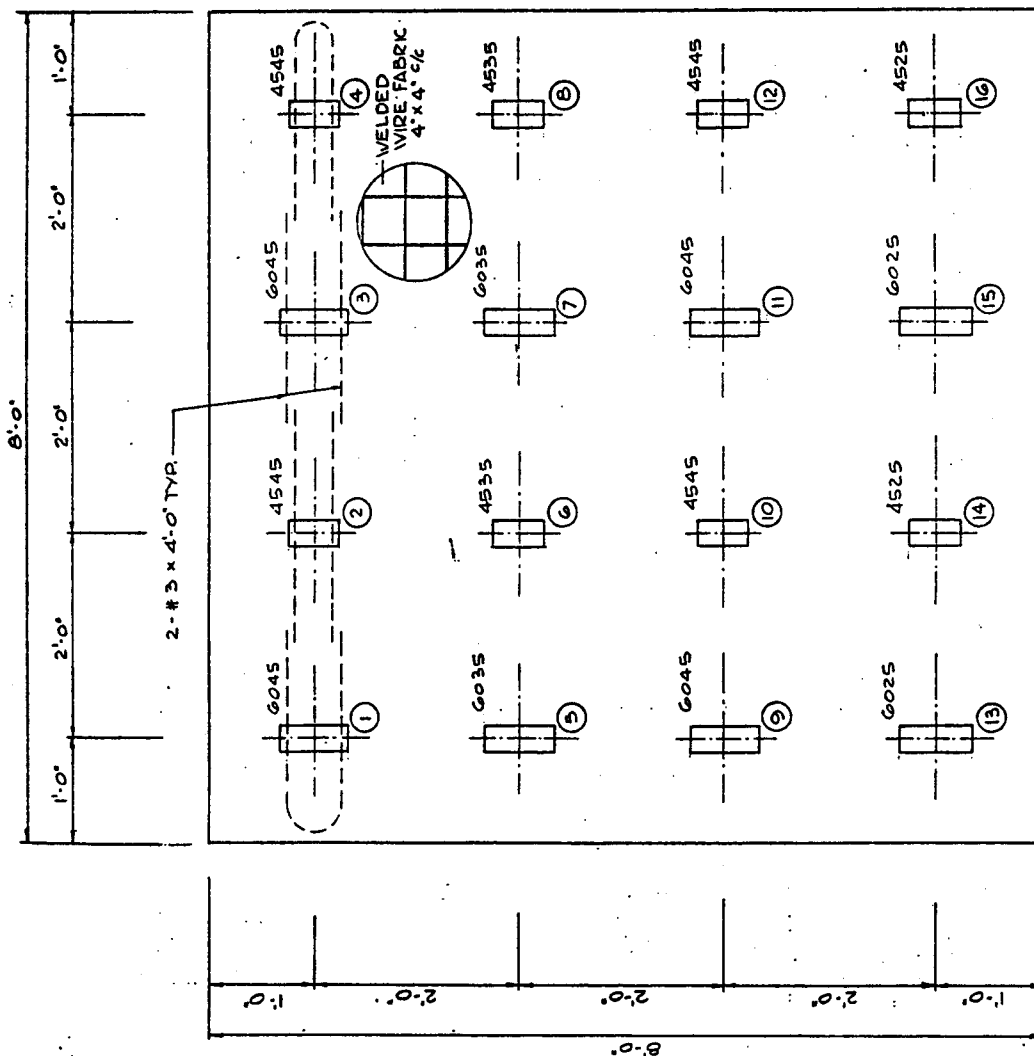 8'-0"
1'-0" 2'-0" 2'-0" 2'-0" 1'-0"
2-#3 x 4'-0" TYP.
6045 4545 6045 4545
1 2 3 4
WELDED
WIRE FABRIC
4" x 4" c/c
6035 4535 6035 4535
5 6 7 8
6045 4545 6045 4545
9 10 11 12
6025 4525 6025 4525
13 14 15 16
1'-0"
2'-0"
2'-0"
2'-0"
1'-0"
8'-0"